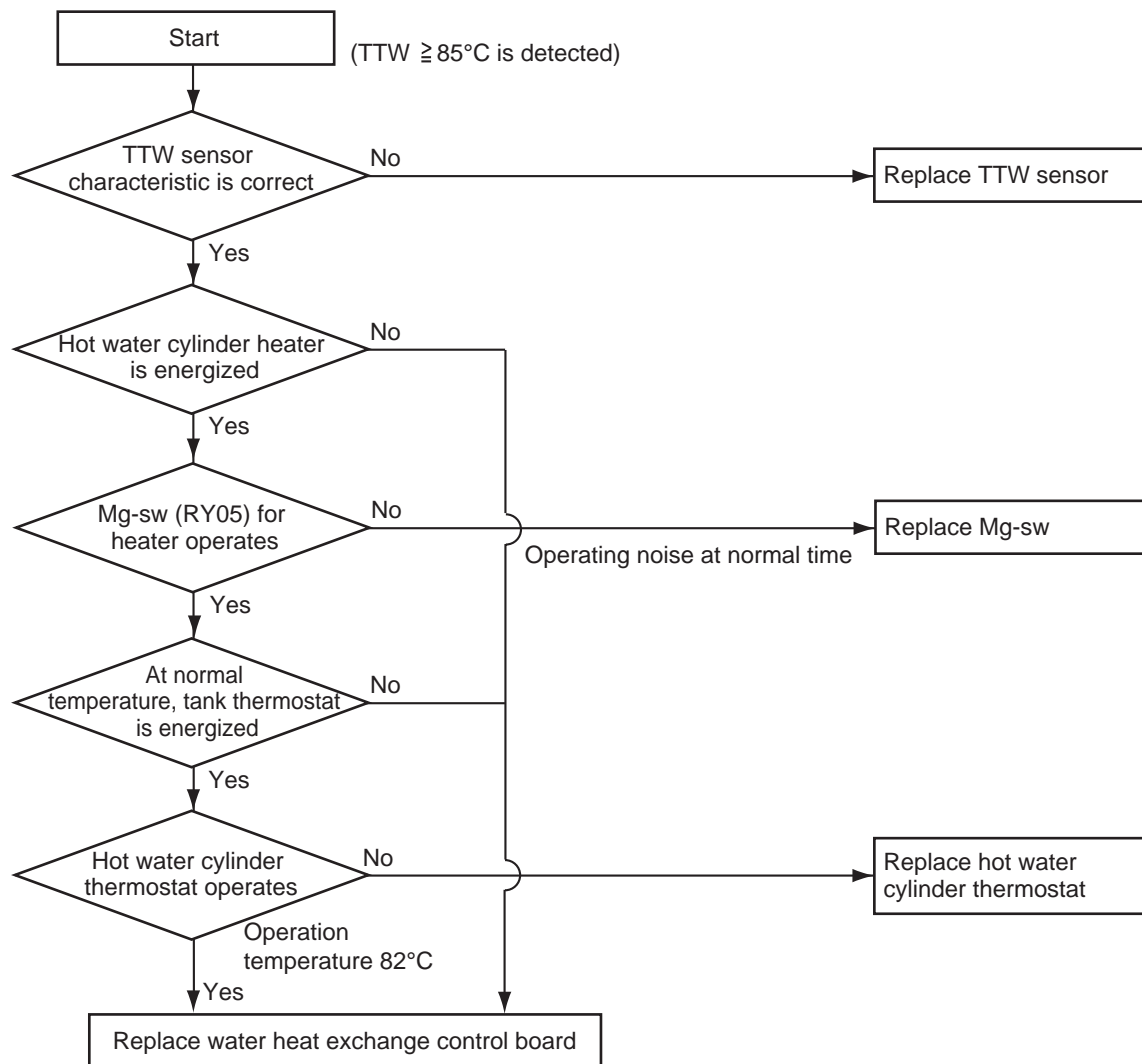 Start
(TTW ≧ 85°C is detected)
TTW sensor
characteristic is correct
No
Replace TTW sensor
Yes
Hot water cylinder heater
is energized
No
Yes
Mg-sw (RY05) for
heater operates
No
Operating noise at normal time
Replace Mg-sw
Yes
At normal
temperature, tank thermostat
is energized
No
Yes
Hot water cylinder
thermostat operates
No
Replace hot water
cylinder thermostat
Operation
temperature 82°C
Yes
Replace water heat exchange control board